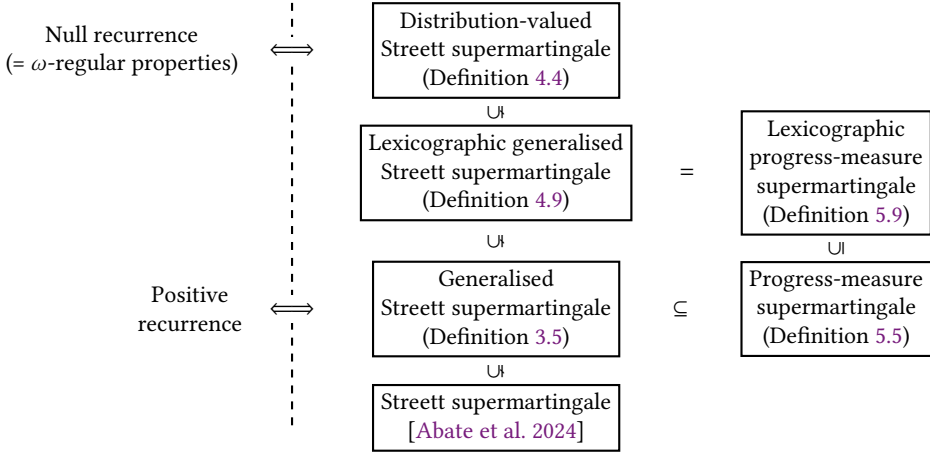 Null recurrence
(= ω-regular properties)
⟺
Distribution-valued
Streett supermartingale
(Definition 4.4)
∪∤
Lexicographic generalised
Streett supermartingale
(Definition 4.9)
=
Lexicographic
progress-measure
supermartingale
(Definition 5.9)
∪∤
∪|
Positive
recurrence
⟺
Generalised
Streett supermartingale
(Definition 3.5)
⊆
Progress-measure
supermartingale
(Definition 5.5)
∪∤
Streett supermartingale
[Abate et al. 2024]